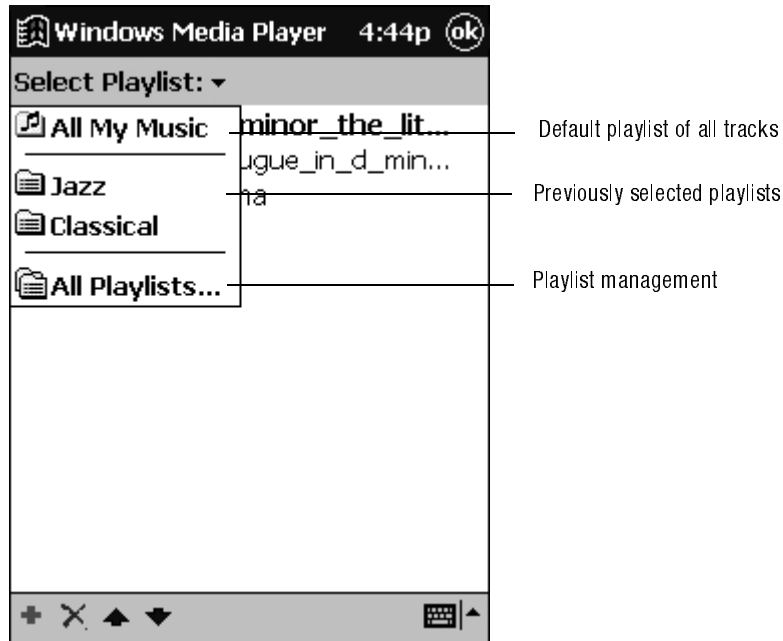 Windows Media Player 4:44p ok
Select Playlist:
All My Music
minor_the_lit...
Default playlist of all tracks
ugue_in_d_min...
Jazz
na
Previously selected playlists
Classical
All Playlists...
Playlist management